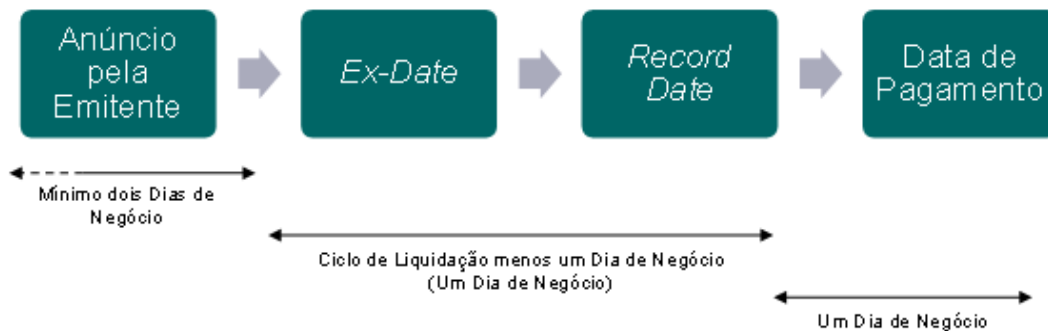 Anúncio
pela
Emitente
Ex-Date
Record
Date
Data de
Pagamento
Mínimo dois Dias de
Negócio
Ciclo de Liquidação menos um Dia de Negócio
(Um Dia de Negócio)
Um Dia de Negócio